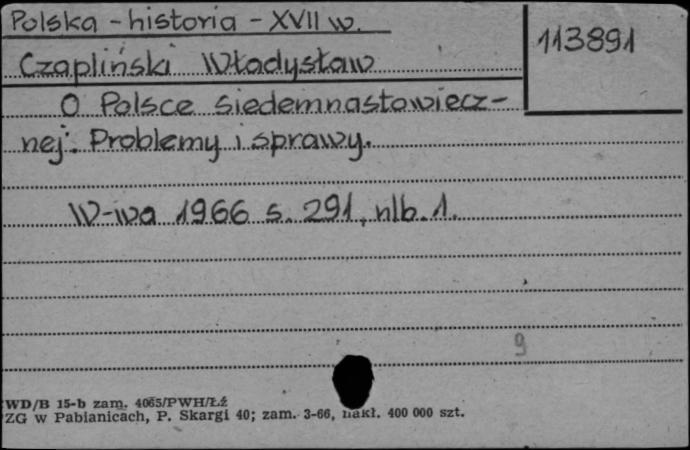 Polska - historia - XVII w.
113891
Czapliński Władysław
O Polsce siedemnastowiecz-
nej. Problemy i sprawy.
W-wa 1966 s. 291, nlb. 1.
9
WD/B 15-b zam. 4065/PWH/Łź
ZG w Pabianicach, P. Skargi 40; zam. 3-66, nakł. 400 000 szt.